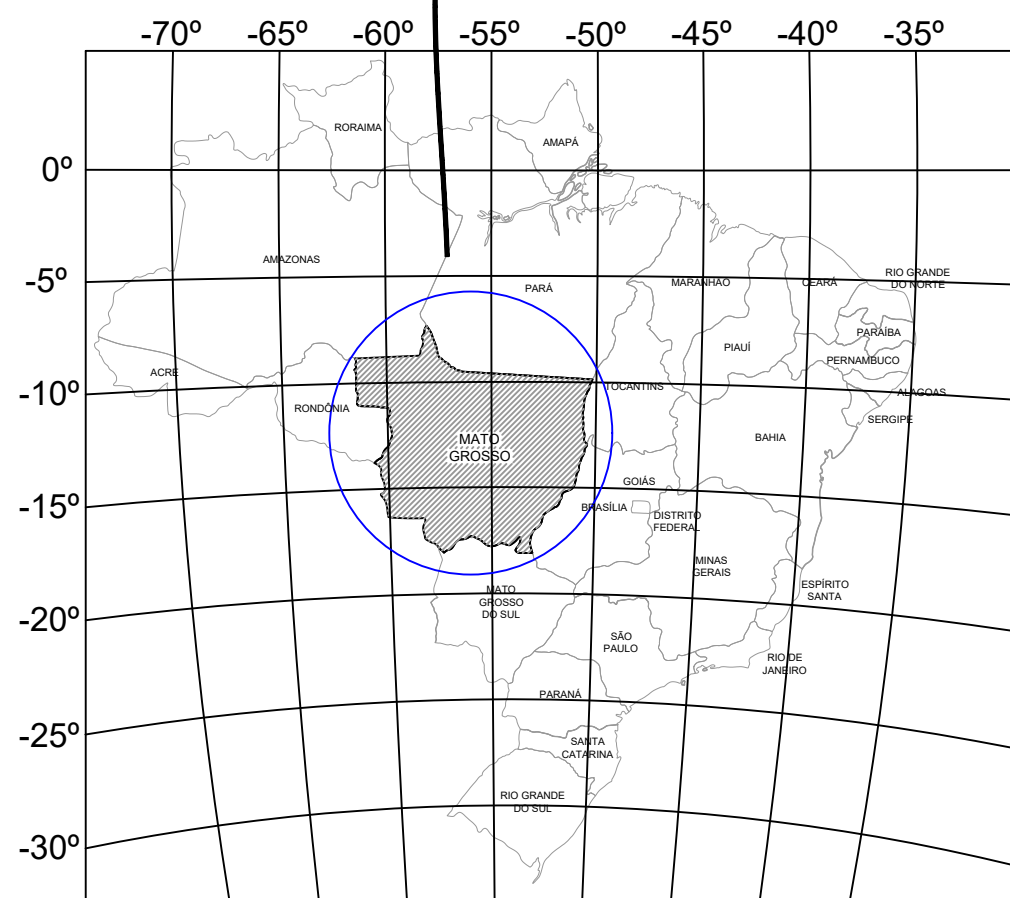 -70º -65º -60º -55º -50º -45º -40º -35º
RORAIMA
AMAPÁ
0º
AMAZONAS
-5º
PARÁ
MARANHAO
CEARÁ
RIO GRANDE
DO NORTE
PARAÍBA
PIAUÍ
PERNAMBUCO
ACRE
-10º
TOCANTINS
ALAGOAS
RONDÔNIA
SERGIPE
MATO
GROSSO
BAHIA
GOIÁS
-15º
BRASÍLIA
DISTRITO
FEDERAL
MINAS
GERAIS
ESPÍRITO
SANTA
MATO
GROSSO
DO SUL
-20º
SÃO
PAULO
RIO DE
JANEIRO
PARANÁ
-25º
SANTA
CATARINA
RIO GRANDE
DO SUL
-30º